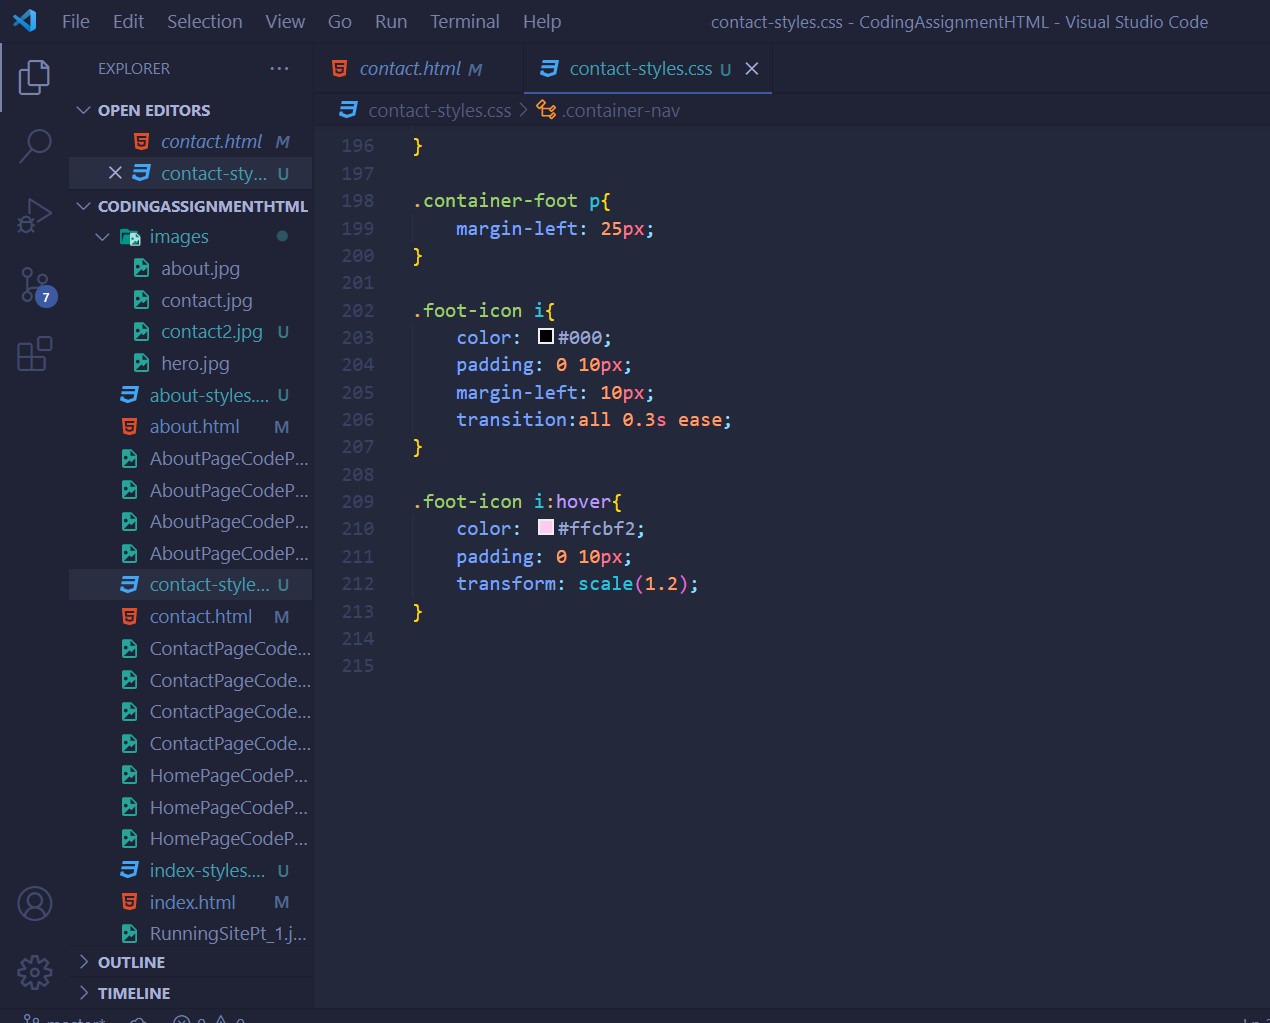 File Edit Selection View Go Run Terminal Help contact-styles.css - CodingAssignmentHTML - Visual Studio Code
EXPLORER ...
OPEN EDITORS
contact.html M
contact-sty... U
CODINGASSIGNMENTHTML
images
about.jpg
contact.jpg
contact2.jpg U
hero.jpg
about-styles.... U
about.html M
AboutPageCodeP...
AboutPageCodeP...
AboutPageCodeP...
AboutPageCodeP...
contact-style... U
contact.html M
ContactPageCode...
ContactPageCode...
ContactPageCode...
ContactPageCode...
HomePageCodeP...
HomePageCodeP...
HomePageCodeP...
index-styles.... U
index.html M
RunningSitePt_1.j...
OUTLINE
TIMELINE
7
contact.html M contact-styles.css U
contact-styles.css > .container-nav
196 }
197
198 .container-foot p{
199 margin-left: 25px;
200 }
201
202 .foot-icon i{
203 color: #000;
204 padding: 0 10px;
205 margin-left: 10px;
206 transition:all 0.3s ease;
207 }
208
209 .foot-icon i:hover{
210 color: #ffcbf2;
211 padding: 0 10px;
212 transform: scale(1.2);
213 }
214
215